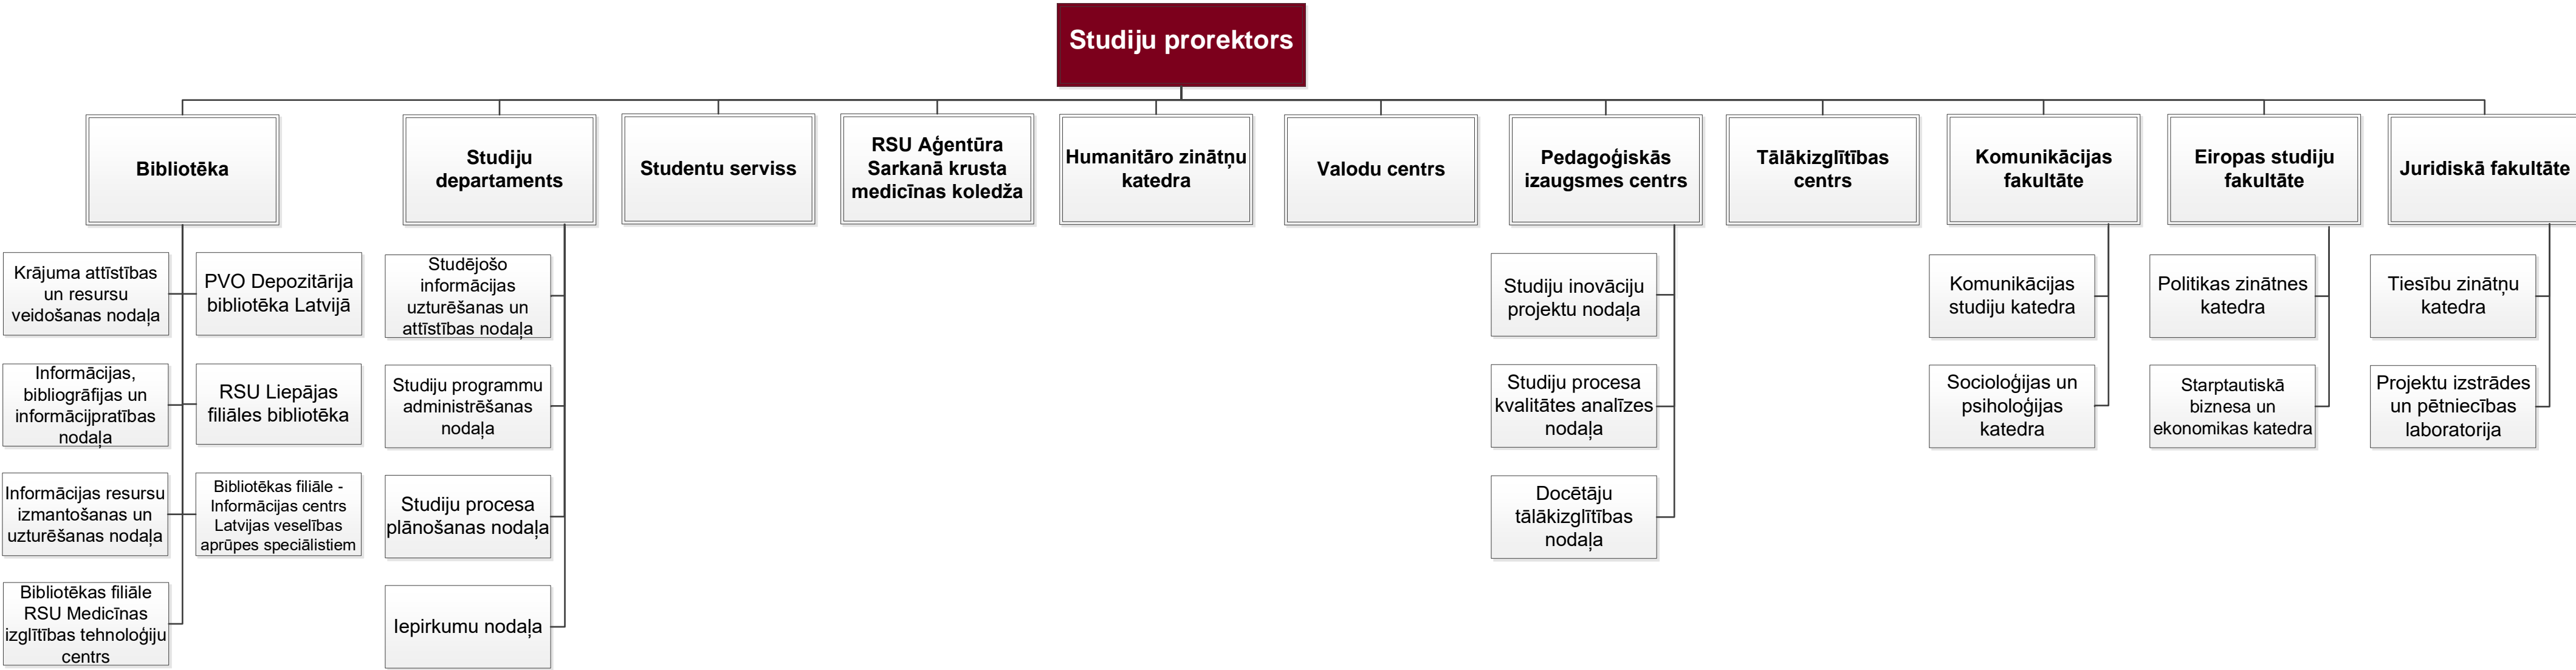 Studiju prorektors
Bibliotēka
Studiju
departaments
Studentu serviss
RSU Aģentūra
Sarkanā krusta
medicīnas koledža
Humanitāro zinātņu
katedra
Valodu centrs
Pedagoģiskās
izaugsmes centrs
Tālākizglītības
centrs
Komunikācijas
fakultāte
Eiropas studiju
fakultāte
Juridiskā fakultāte
Krājuma attīstības
un resursu
veidošanas nodaļa
PVO Depozitārija
bibliotēka Latvijā
Informācijas,
bibliogrāfijas un
informācijpratības
nodaļa
RSU Liepājas
filiāles bibliotēka
Informācijas resursu
izmantošanas un
uzturēšanas nodaļa
Bibliotēkas filiāle -
Informācijas centrs
Latvijas veselības
aprūpes speciālistiem
Bibliotēkas filiāle
RSU Medicīnas
izglītības tehnoloģiju
centrs
Studējošo
informācijas
uzturēšanas un
attīstības nodaļa
Studiju programmu
administrēšanas
nodaļa
Studiju procesa
plānošanas nodaļa
Iepirkumu nodaļa
Studiju inovāciju
projektu nodaļa
Studiju procesa
kvalitātes analīzes
nodaļa
Docētāju
tālākizglītības
nodaļa
Komunikācijas
studiju katedra
Socioloģijas un
psiholoģijas
katedra
Politikas zinātnes
katedra
Starptautiskā
biznesa un
ekonomikas katedra
Tiesību zinātņu
katedra
Projektu izstrādes
un pētniecības
laboratorija